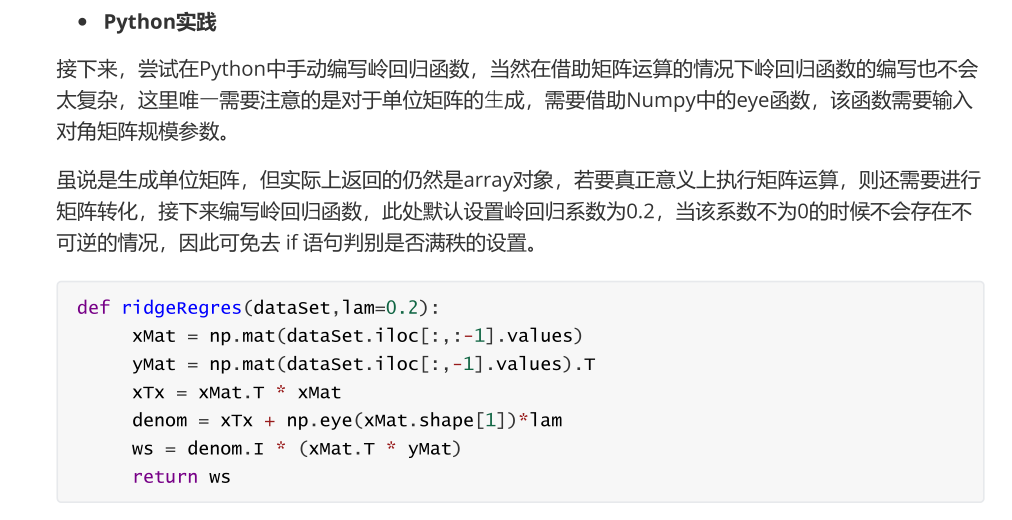 • Python实践
接下来，尝试在Python中手动编写岭回归函数，当然在借助矩阵运算的情况下岭回归函数的编写也不会
太复杂，这里唯一需要注意的是对于单位矩阵的生成，需要借助Numpy中的eye函数，该函数需要输入
对角矩阵规模参数。
虽说是生成单位矩阵，但实际上返回的仍然是array对象，若要真正意义上执行矩阵运算，则还需要进行
矩阵转化，接下来编写岭回归函数，此处默认设置岭回归系数为0.2，当该系数不为0的时候不会存在不
可逆的情况，因此可免去 if 语句判别是否满秩的设置。
def ridgeRegres(dataSet,lam=0.2):
     xMat = np.mat(dataSet.iloc[:,:-1].values)
     yMat = np.mat(dataSet.iloc[:,-1].values).T
     xTx = xMat.T * xMat
     denom = xTx + np.eye(xMat.shape[1])*lam
     ws = denom.I * (xMat.T * yMat)
     return ws